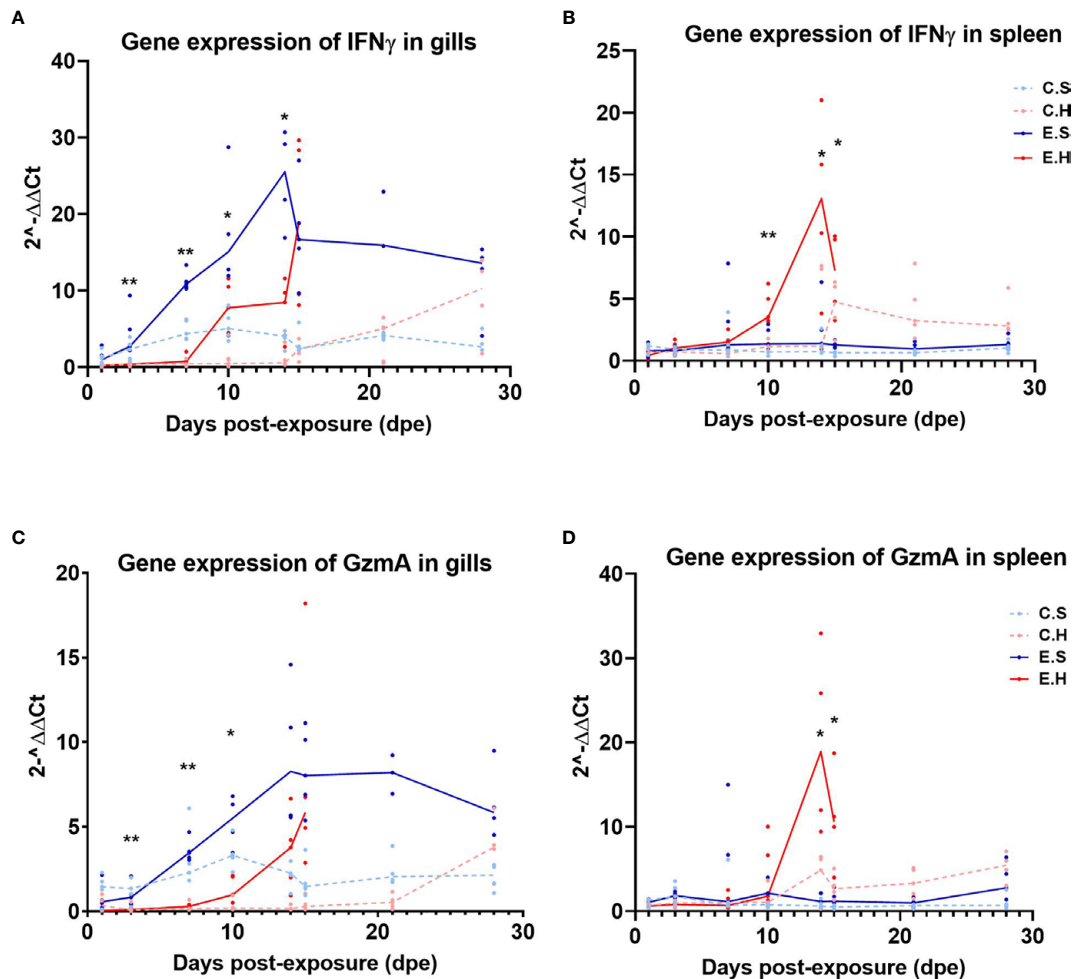 A
Gene expression of IFNγ in gills
2^-ΔΔCt
40
30
20
10
0
*
*
**
**
0 10 20 30
Days post-exposure (dpe)
B
Gene expression of IFNγ in spleen
2^-ΔΔCt
25
20
15
10
5
0
*
*
**
0 10 20 30
Days post-exposure (dpe)
C.S
C.H
E.S
E.H
C
Gene expression of GzmA in gills
2-^ΔΔCt
20
15
10
5
0
*
**
**
0 10 20 30
Days post-exposure (dpe)
D
Gene expression of GzmA in spleen
2^-ΔΔCt
40
30
20
10
0
*
*
0 10 20 30
Days post-exposure (dpe)
C.S
C.H
E.S
E.H